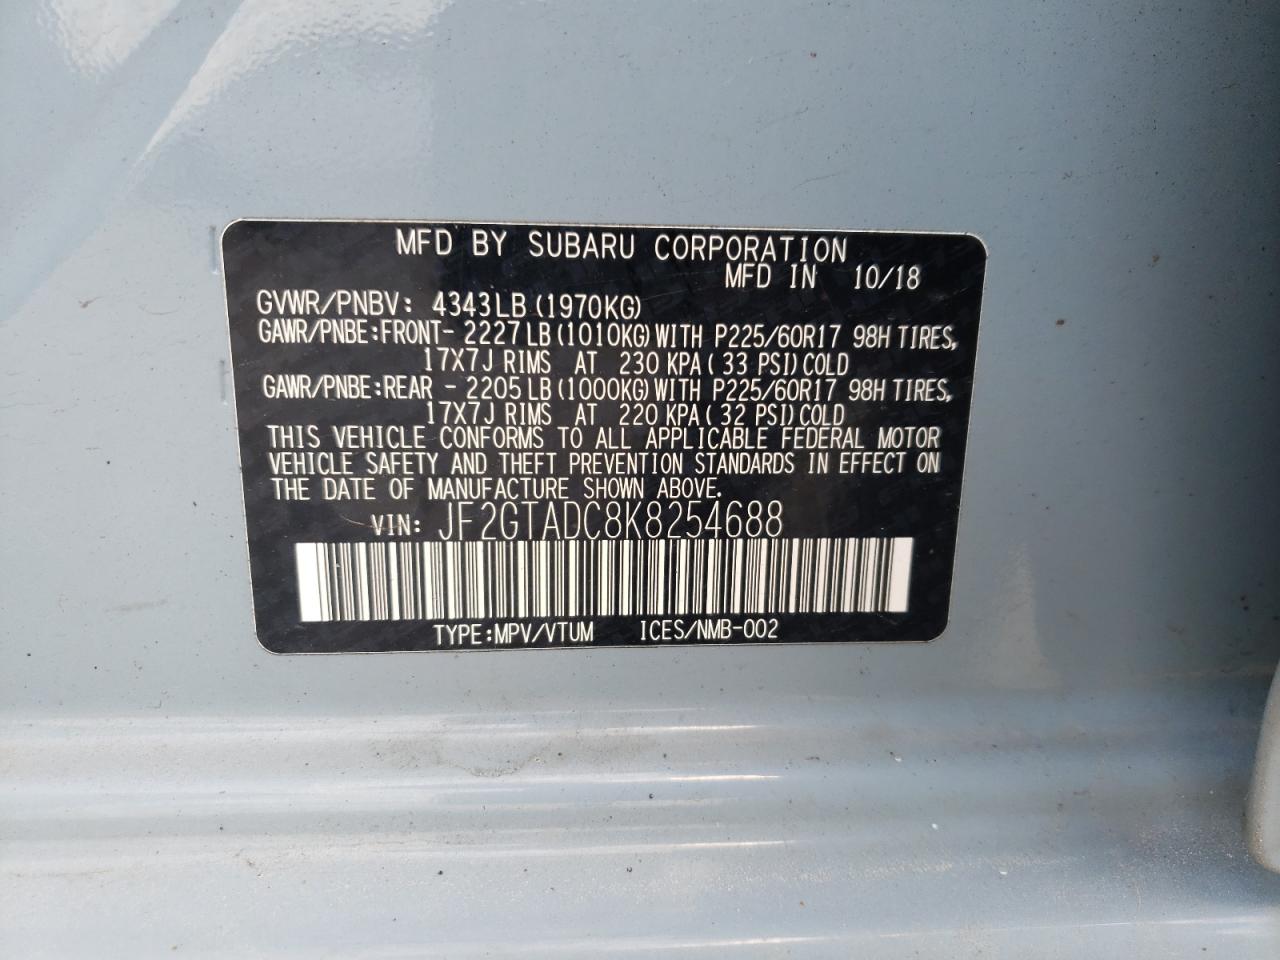 MFD BY SUBARU CORPORATION
MFD IN 10/18
GVWR/PNBV: 4343LB(1970KG)
GAWR/PNBE:FRONT- 2227LB(1010KG)WITH P225/60R17 98H TIRES,
17X7J RIMS AT 230 KPA(33 PSI)COLD
GAWR/PNBE:REAR - 2205LB(1000KG)WITH P225/60R17 98H TIRES,
17X7J RIMS AT 220 KPA(32 PSI)COLD
THIS VEHICLE CONFORMS TO ALL APPLICABLE FEDERAL MOTOR
VEHICLE SAFETY AND THEFT PREVENTION STANDARDS IN EFFECT ON
THE DATE OF MANUFACTURE SHOWN ABOVE.
VIN: JF2GTADC8K8254688
TYPE:MPV/VTUM ICES/NMB-002